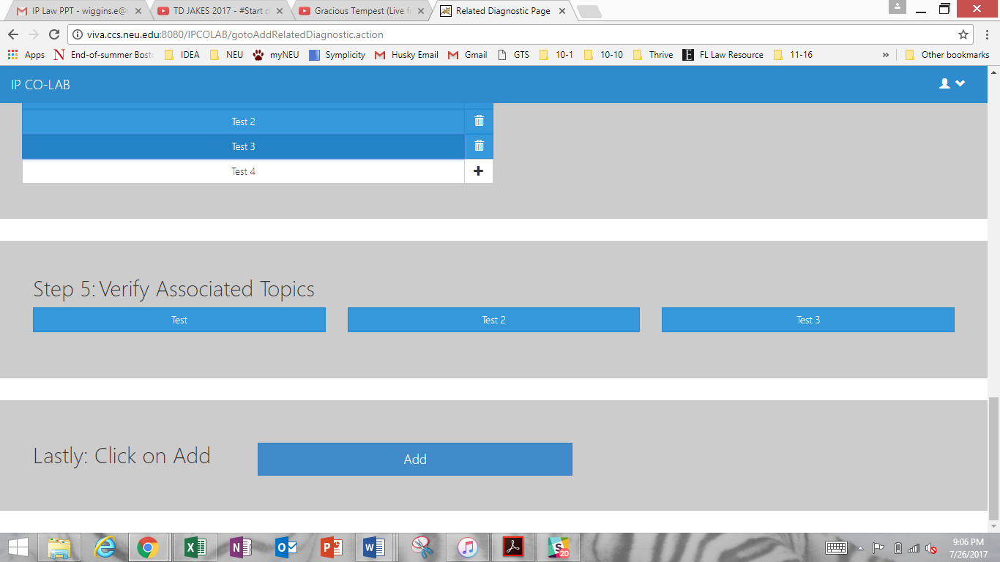 IP Law PPT - wiggins.e@
TD JAKES 2017 - #Start d
Gracious Tempest (Live f
Related Diagnostic Page
viva.ccs.neu.edu:8080/IPCOLAB/gotoAddRelatedDiagnostic.action
Apps
End-of-summer Bost
IDEA
NEU
myNEU
Symplicity
Husky Email
Gmail
GTS
10-1
10-10
Thrive
FL Law Resource
11-16
»
Other bookmarks
IP CO-LAB
Test 2
Test 3
Test 4
Step 5: Verify Associated Topics
Test
Test 2
Test 3
Lastly: Click on Add
Add
20
9:06 PM
7/26/2017